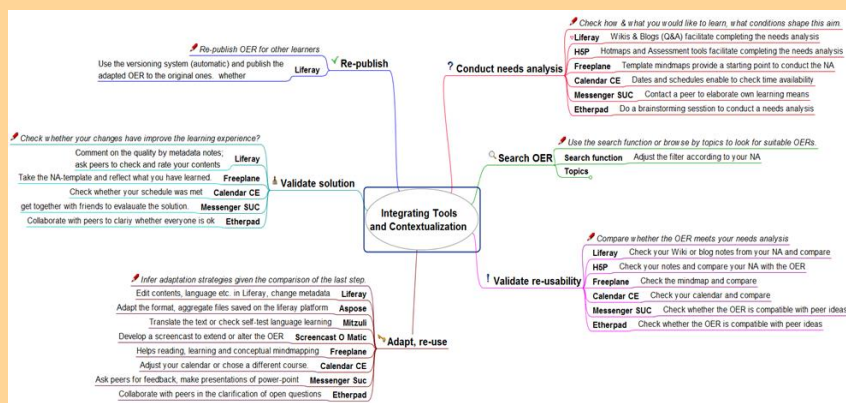 Integrating Tools
and Contextualization
? Conduct needs analysis
Check how & what you would like to learn, what conditions shape this aim.
Liferay Wikis & Blogs (Q&A) facilitate completing the needs analysis
H5P Hotmaps and Assessment tools facilitate completing the needs analysis
Freeplane Template mindmaps provide a starting point to conduct the NA
Calendar CE Dates and schedules enable to check time availability
Messenger SUC Contact a peer to elaborate own learning means
Etherpad Do a brainstorming sesstion to conduct a needs analysis
Search OER
Use the search function or browse by topics to look for suitable OERs.
Search function Adjust the filter according to your NA
Topics
! Validate re-usability
Compare whether the OER meets your needs analysis
Liferay Check your Wiki or blog notes from your NA and compare
H5P Check your notes and compare your NA with the OER
Freeplane Check the mindmap and compare
Calendar CE Check your calendar and compare
Messenger SUC Check whether the OER is compatible with peer ideas
Etherpad Check whether the OER is compatible with peer ideas
Adapt, re-use
Infer adaptation strategies given the comparison of the last step.
Edit contents, language etc. in Liferay, change metadata Liferay
Adapt the format, aggregate files saved on the liferay platform Aspose
Translate the text or check self-test language learning Mitzuli
Develop a screencast to extend or alter the OER Screencast O Matic
Helps reading, learning and conceptual mindmapping Freeplane
Adjust your calendar or chose a different course. Calendar CE
Ask peers for feedback, make presentations of power-point Messenger Suc
Collaborate with peers in the clarification of open questions Etherpad
Validate solution
Check whether your changes have improve the learning experience?
Comment on the quality by metadata notes;
ask peers to check and rate your contents Liferay
Take the NA-template and reflect what you have learned. Freeplane
Check whether your schedule was met Calendar CE
get together with friends to evalauate the solution. Messenger SUC
Collaborate with peers to clariy whether everyone is ok Etherpad
Re-publish
Re-publish OER for other learners
Use the versioning system (automatic) and publish the
adapted OER to the original ones. whether Liferay